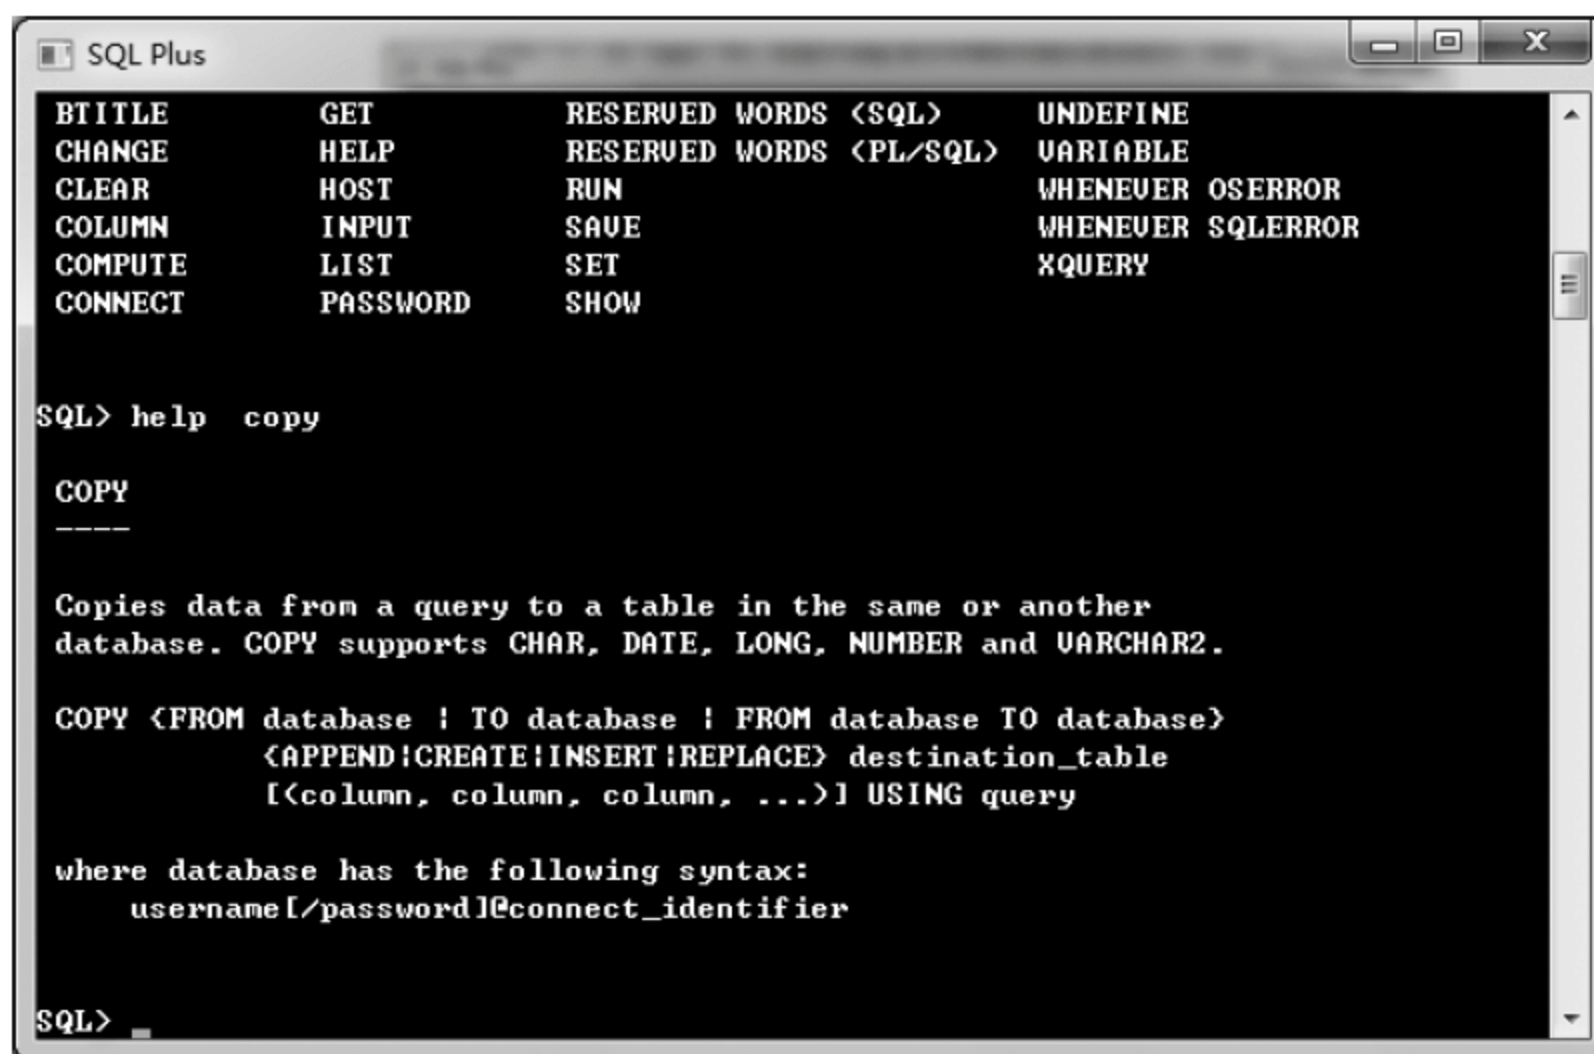 SQL Plus
BTITLE GET RESERVED WORDS (SQL) UNDEFINE
CHANGE HELP RESERVED WORDS (PL/SQL) VARIABLE
CLEAR HOST RUN WHENEVER OSERROR
COLUMN INPUT SAVE WHENEVER SQLERROR
COMPUTE LIST SET XQUERY
CONNECT PASSWORD SHOW
SQL> help  copy
COPY
----
Copies data from a query to a table in the same or another
database. COPY supports CHAR, DATE, LONG, NUMBER and VARCHAR2.
COPY {FROM database | TO database | FROM database TO database}
{APPEND|CREATE|INSERT|REPLACE} destination_table
[(column, column, column, ...)] USING query
where database has the following syntax:
username[/password]@connect_identifier
SQL> _